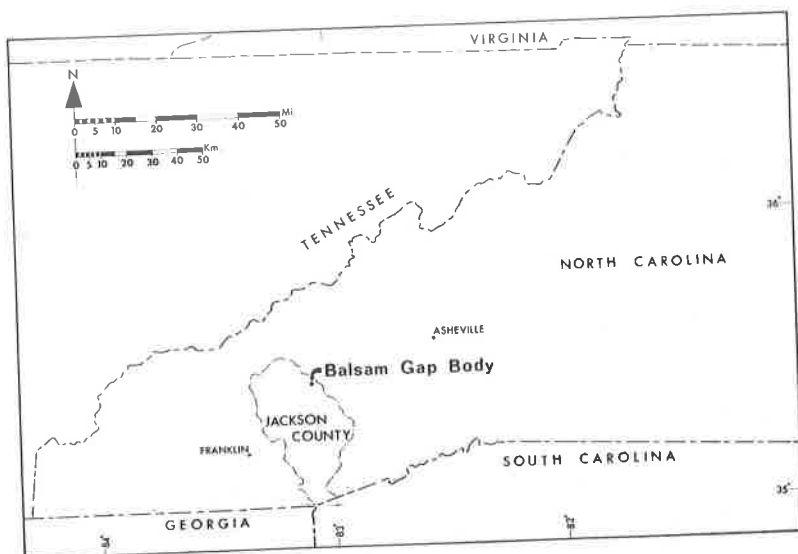 VIRGINIA
N
Mi
0 5 10 20 30 40 50
Km
0 5 10 20 30 40 50
TENNESSEE
36°
NORTH CAROLINA
ASHEVILLE
Balsam Gap Body
JACKSON
COUNTY
FRANKLIN
SOUTH CAROLINA
35°
GEORGIA
84°
83°
82°